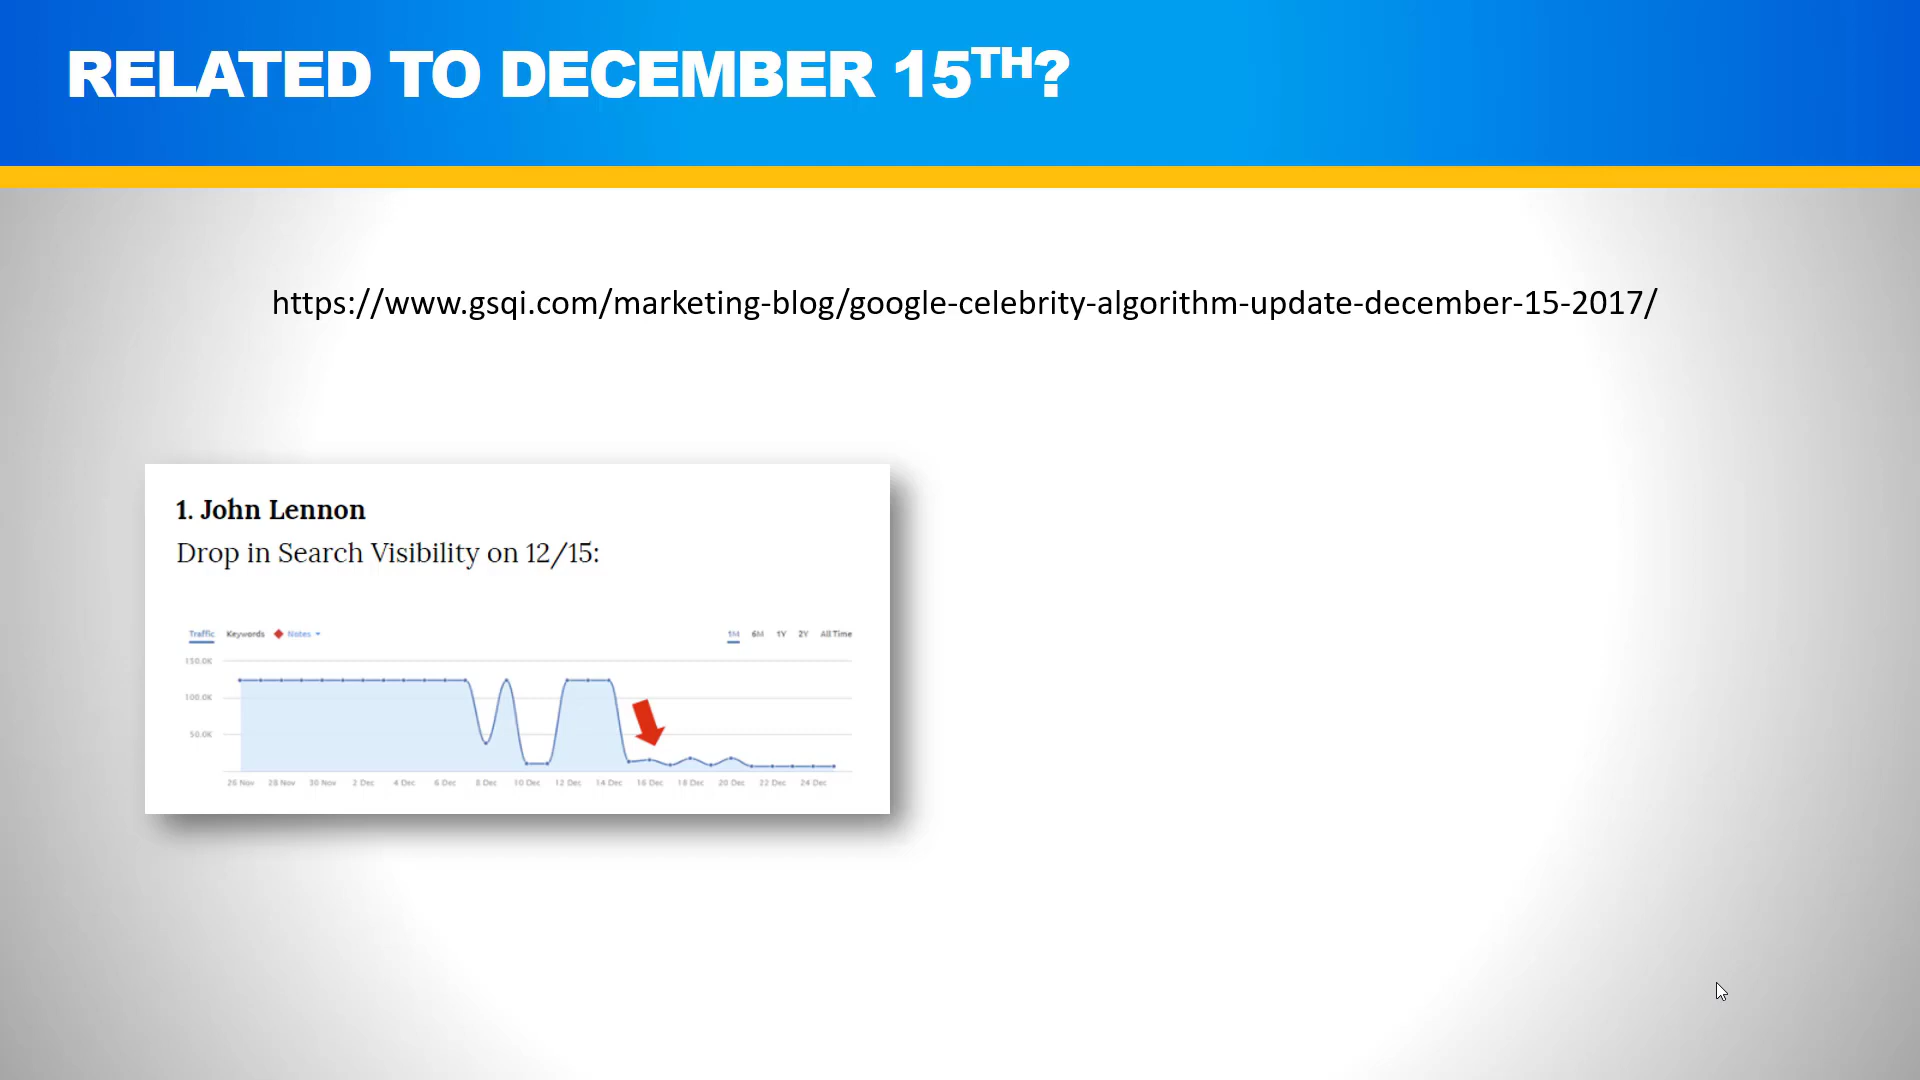 RELATED TO DECEMBER 15TH?
https://www.gsqi.com/marketing-blog/google-celebrity-algorithm-update-december-15-2017/
1. John Lennon
Drop in Search Visibility on 12/15:
Traffic Keywords Notes 1M 6M 1Y 2Y All Time
150.0K
100.0K
50.0K
26 Nov 28 Nov 30 Nov 2 Dec 4 Dec 6 Dec 8 Dec 10 Dec 12 Dec 14 Dec 16 Dec 18 Dec 20 Dec 22 Dec 24 Dec